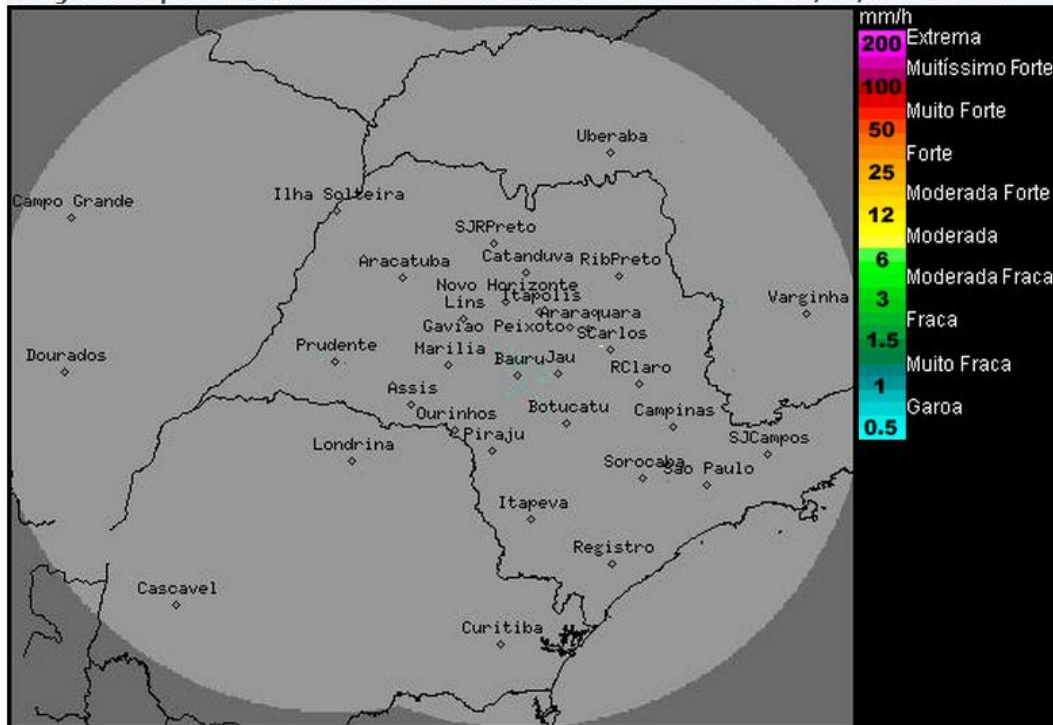 mm/h
200 Extrema
Muitíssimo Forte
100
Muito Forte
50
Forte
25
Moderada Forte
12
Moderada
6
Moderada Fraca
3
Fraca
1.5
Muito Fraca
1
Garoa
0.5
Uberaba
Campo Grande
Ilha Solteira
SJRPreto
Catanduva
RibPreto
Aracatuba
Novo Horizonte
Itapolis
Lins
Araraquara
Varginha
Gaviao Peixoto
SCarlos
Dourados
Prudente
Marilia
Bauru
Jau
RClaro
Assis
Ourinhos
Botucatu
Campinas
Londrina
Piraju
SJCampos
Sorocaba
Sao Paulo
Itapeva
Registro
Cascavel
Curitiba